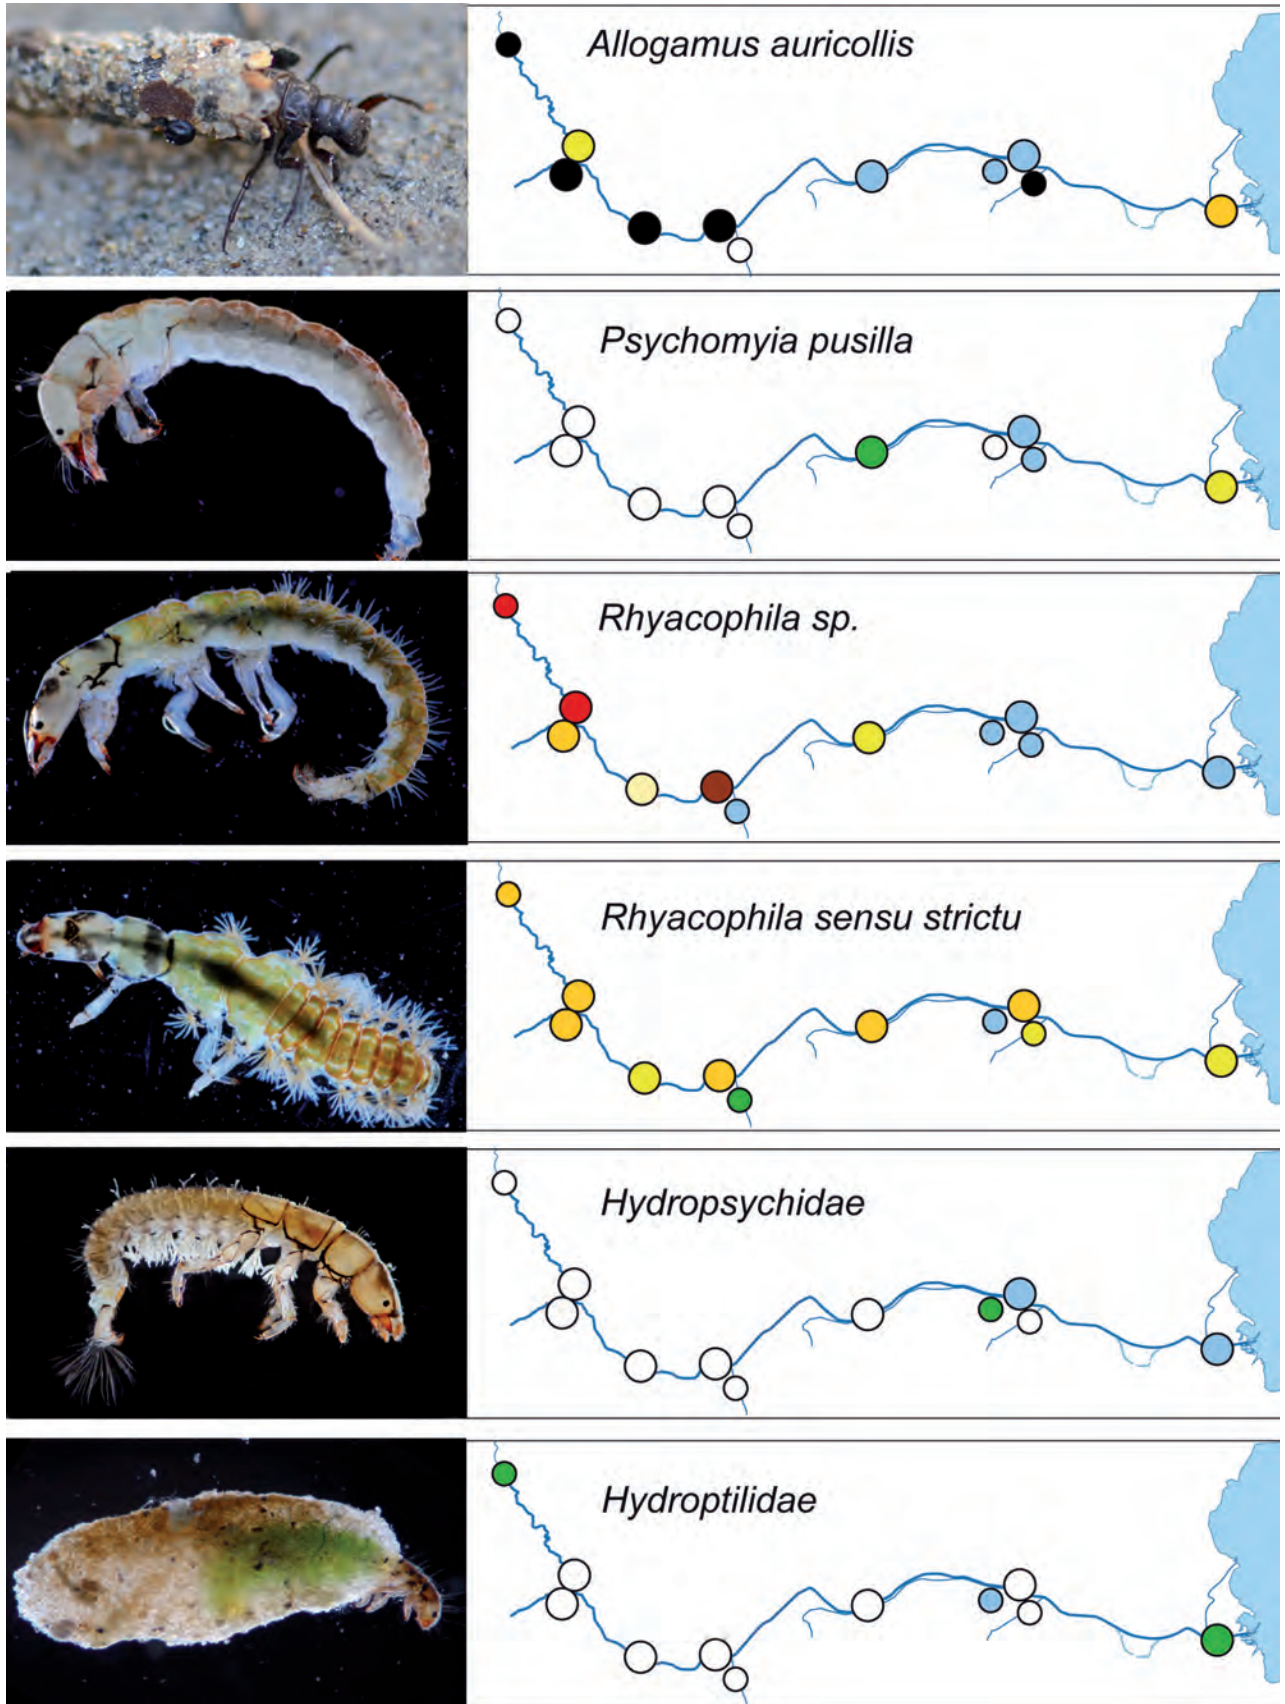 Allogamus auricollis
Psychomyia pusilla
Rhyacophila sp.
Rhyacophila sensu strictu
Hydropsychidae
Hydroptilidae